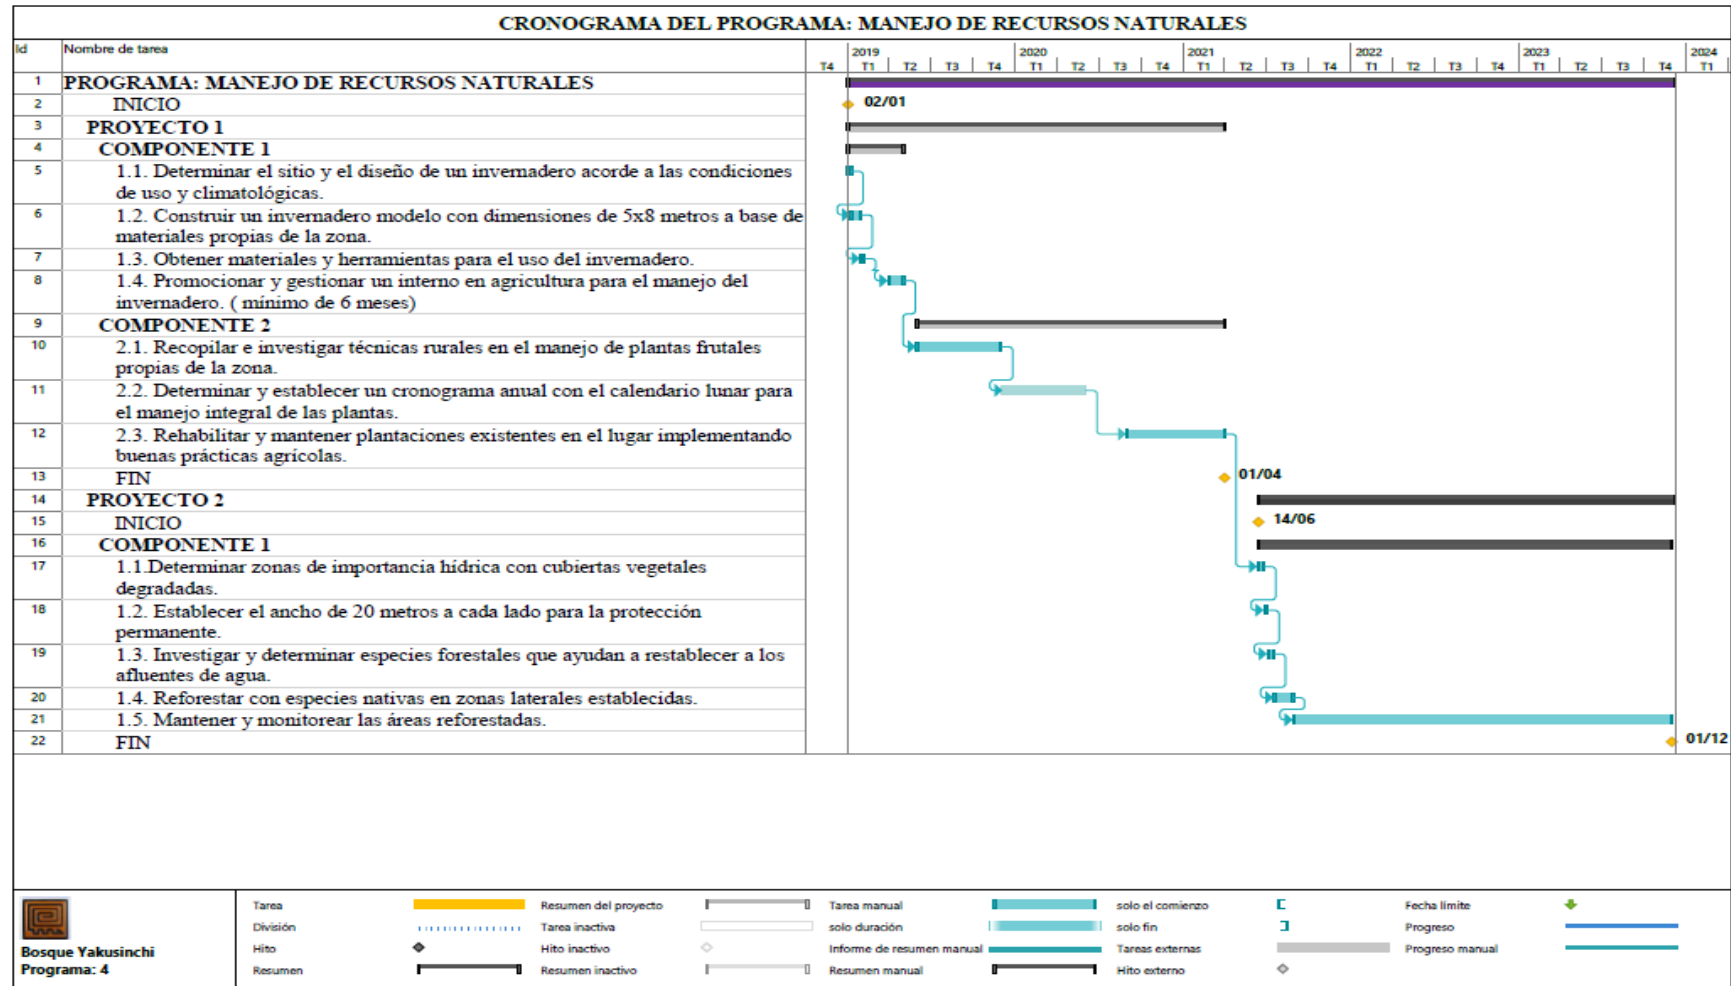 CRONOGRAMA DEL PROGRAMA: MANEJO DE RECURSOS NATURALES
Id Nombre de tarea 2019 2020 2021 2022 2023 2024
T4 T1 T2 T3 T4 T1 T2 T3 T4 T1 T2 T3 T4 T1 T2 T3 T4 T1 T2 T3 T4 T1
1 PROGRAMA: MANEJO DE RECURSOS NATURALES
2 INICIO 02/01
3 PROYECTO 1
4 COMPONENTE 1
5 1.1. Determinar el sitio y el diseño de un invernadero acorde a las condiciones
de uso y climatológicas.
6 1.2. Construir un invernadero modelo con dimensiones de 5x8 metros a base de
materiales propias de la zona.
7 1.3. Obtener materiales y herramientas para el uso del invernadero.
8 1.4. Promocionar y gestionar un interno en agricultura para el manejo del
invernadero. ( mínimo de 6 meses)
9 COMPONENTE 2
10 2.1. Recopilar e investigar técnicas rurales en el manejo de plantas frutales
propias de la zona.
11 2.2. Determinar y establecer un cronograma anual con el calendario lunar para
el manejo integral de las plantas.
12 2.3. Rehabilitar y mantener plantaciones existentes en el lugar implementando
buenas prácticas agrícolas.
13 FIN 01/04
14 PROYECTO 2
15 INICIO 14/06
16 COMPONENTE 1
17 1.1.Determinar zonas de importancia hídrica con cubiertas vegetales
degradadas.
18 1.2. Establecer el ancho de 20 metros a cada lado para la protección
permanente.
19 1.3. Investigar y determinar especies forestales que ayudan a restablecer a los
afluentes de agua.
20 1.4. Reforestar con especies nativas en zonas laterales establecidas.
21 1.5. Mantener y monitorear las áreas reforestadas.
22 FIN 01/12
Bosque Yakusinchi
Programa: 4
Tarea Resumen del proyecto Tarea manual solo el comienzo Fecha límite
División Tarea inactiva solo duración solo fin Progreso
Hito Hito inactivo Informe de resumen manual Tareas externas Progreso manual
Resumen Resumen inactivo Resumen manual Hito externo